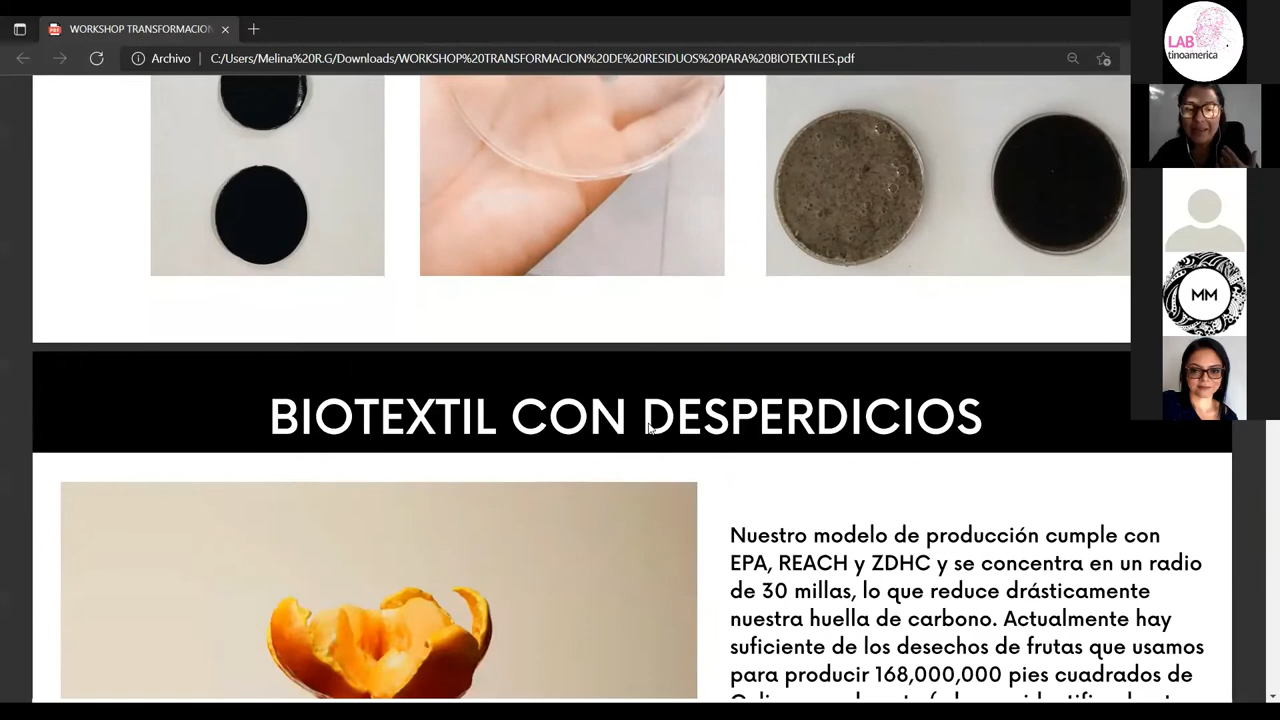 WORKSHOP TRANSFORMACION
Archivo
C:/Users/Melina%20R.G/Downloads/WORKSHOP%20TRANSFORMACION%20DE%20RESIDUOS%20PARA%20BIOTEXTILES.pdf
LAB
tinoamerica
MM
BIOTEXTIL CON DESPERDICIOS
Nuestro modelo de producción cumple con
EPA, REACH y ZDHC y se concentra en un radio
de 30 millas, lo que reduce drásticamente
nuestra huella de carbono. Actualmente hay
suficiente de los desechos de frutas que usamos
para producir 168,000,000 pies cuadrados de